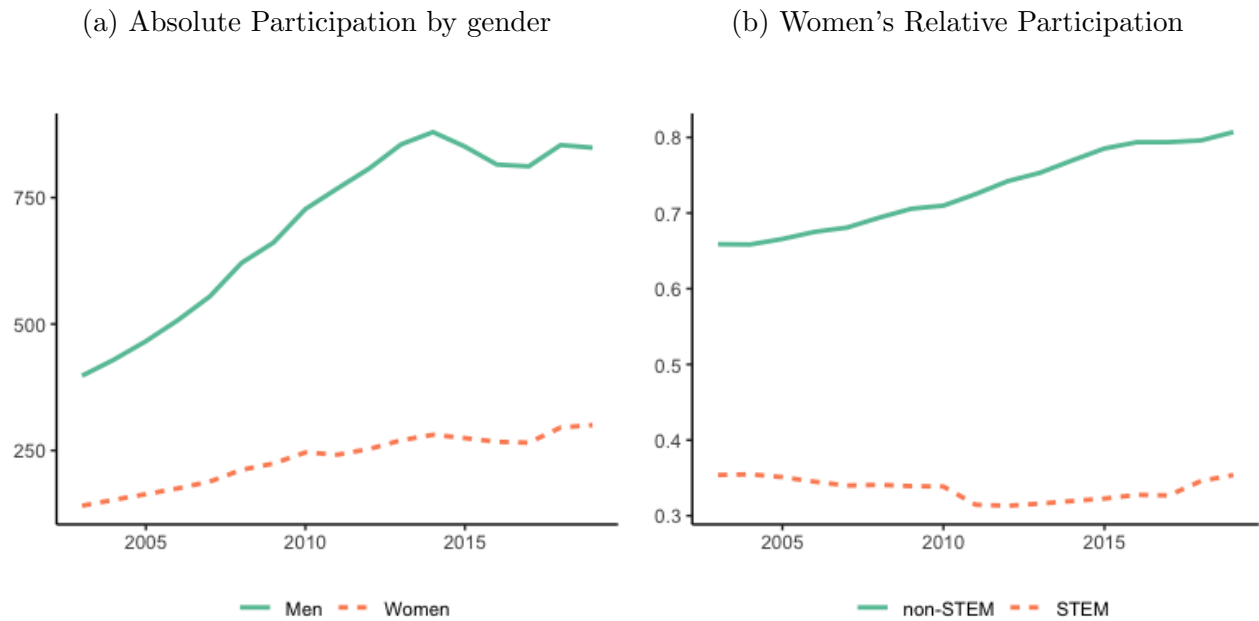 (a) Absolute Participation by gender
750
500
250
2005 2010 2015
Men Women
(b) Women's Relative Participation
0.8
0.7
0.6
0.5
0.4
0.3
2005 2010 2015
non-STEM STEM